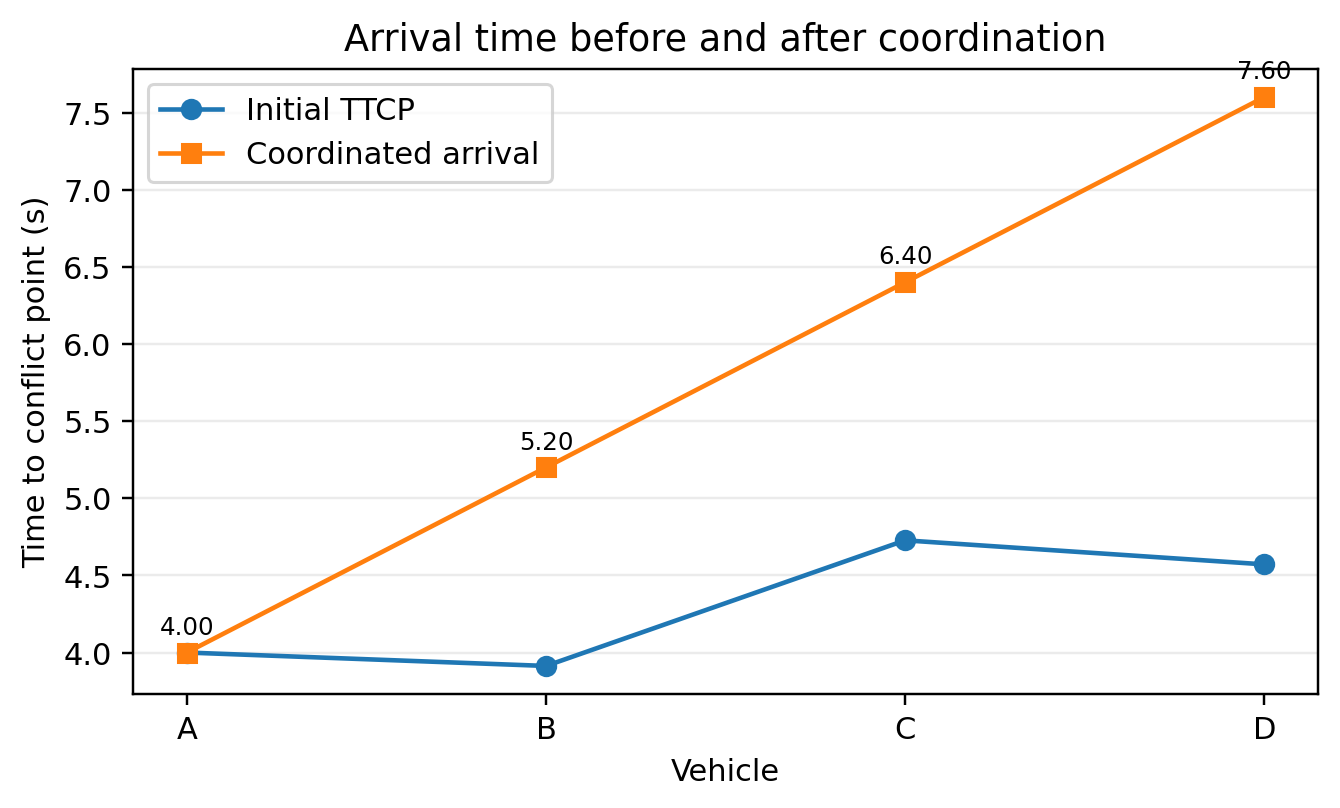 Arrival time before and after coordination
Initial TTCP
Coordinated arrival
Time to conflict point (s)
7.5
7.0
6.5
6.0
5.5
5.0
4.5
4.0
4.00
5.20
6.40
7.60
A
B
C
D
Vehicle